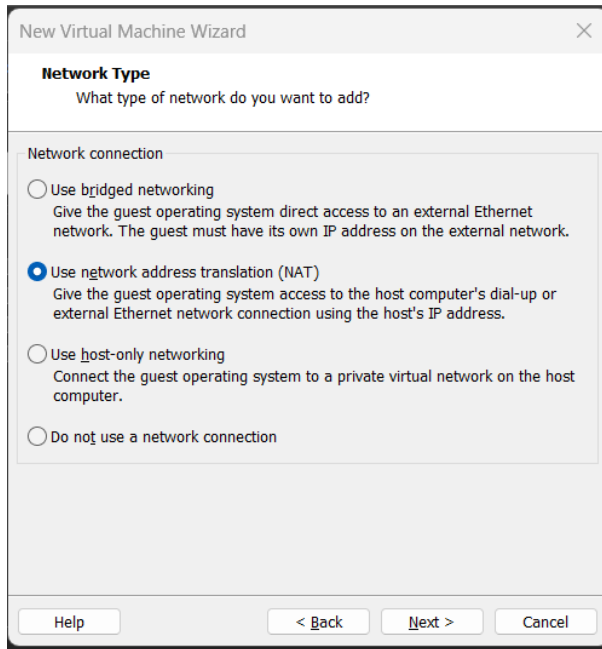 New Virtual Machine Wizard
Network Type
What type of network do you want to add?
Network connection
Use bridged networking
Give the guest operating system direct access to an external Ethernet
network. The guest must have its own IP address on the external network.
Use network address translation (NAT)
Give the guest operating system access to the host computer's dial-up or
external Ethernet network connection using the host's IP address.
Use host-only networking
Connect the guest operating system to a private virtual network on the host
computer.
Do not use a network connection
Help
< Back
Next >
Cancel